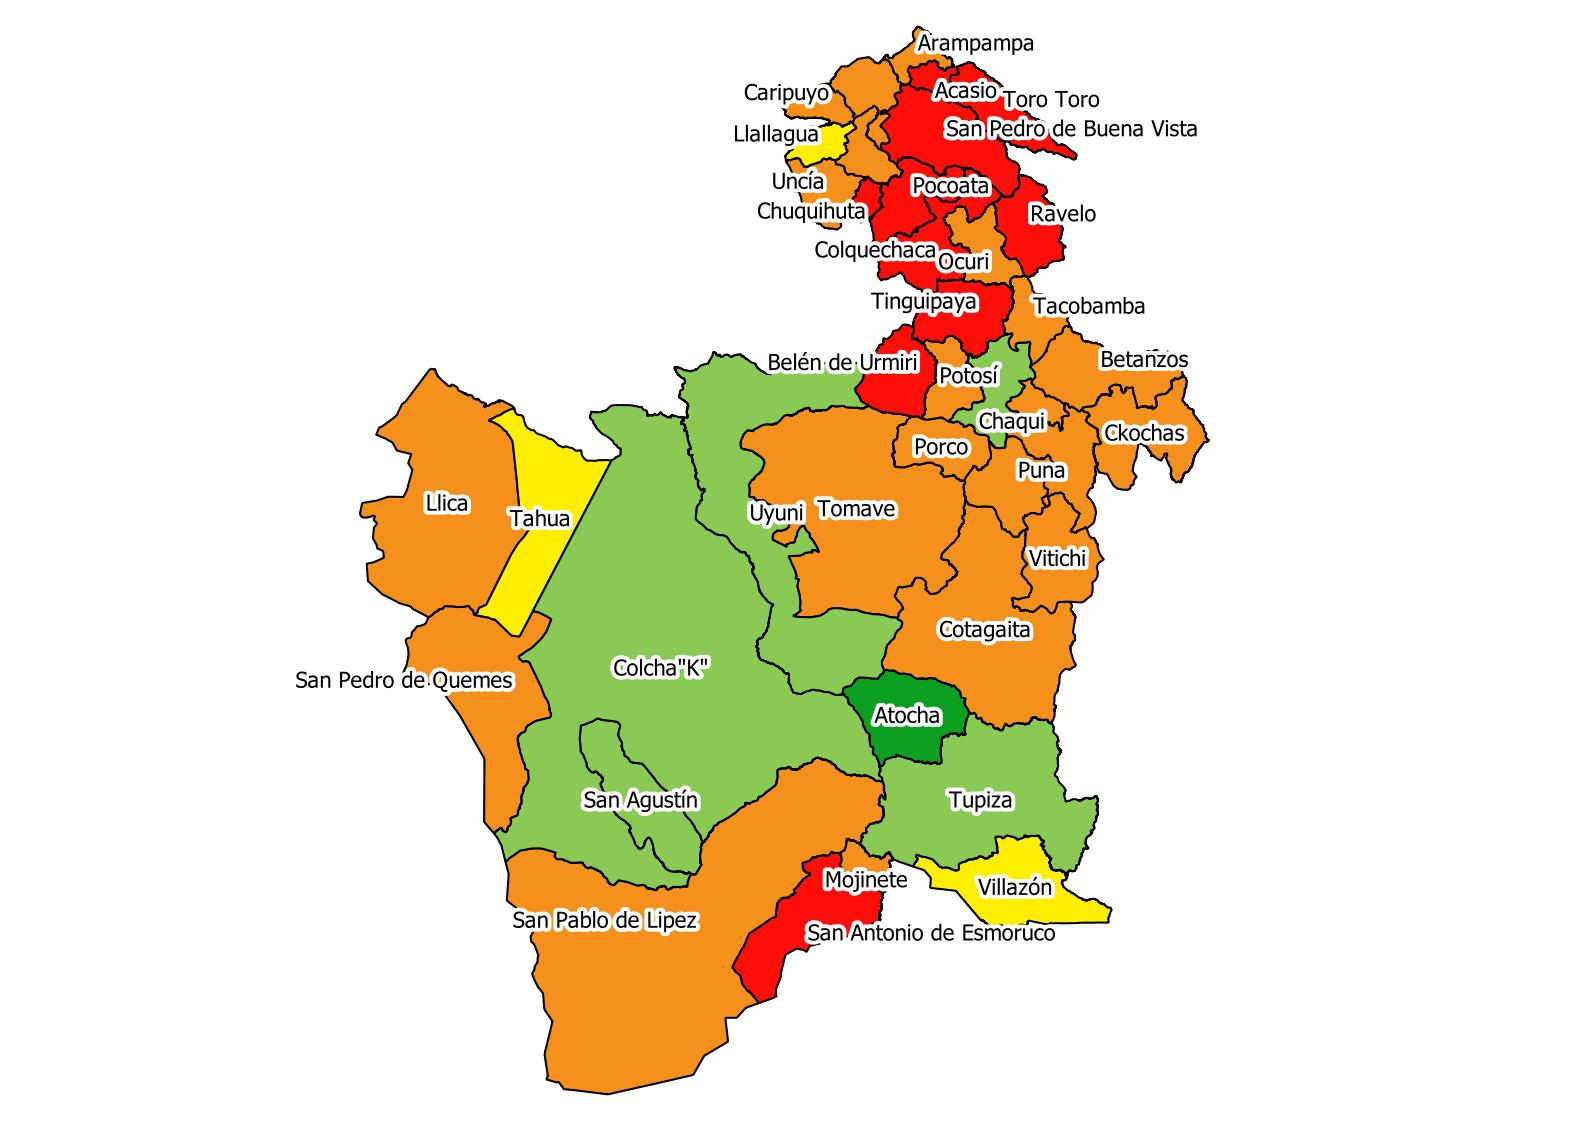 Arampampa
Caripuyo
Acasio
Toro Toro
Llallagua
San Pedro de Buena Vista
Uncía
Pocoata
Chuquihuta
Ravelo
Colquechaca
Ocuri
Tinguipaya
Tacobamba
Belén de Urmiri
Potosí
Betanzos
Chaqui
Ckochas
Porco
Puna
Llica
Tahua
Uyuni
Tomave
Vitichi
Cotagaita
Colcha"K"
San Pedro de Quemes
Atocha
San Agustín
Tupiza
Mojinete
Villazón
San Pablo de Lipez
San Antonio de Esmoruco